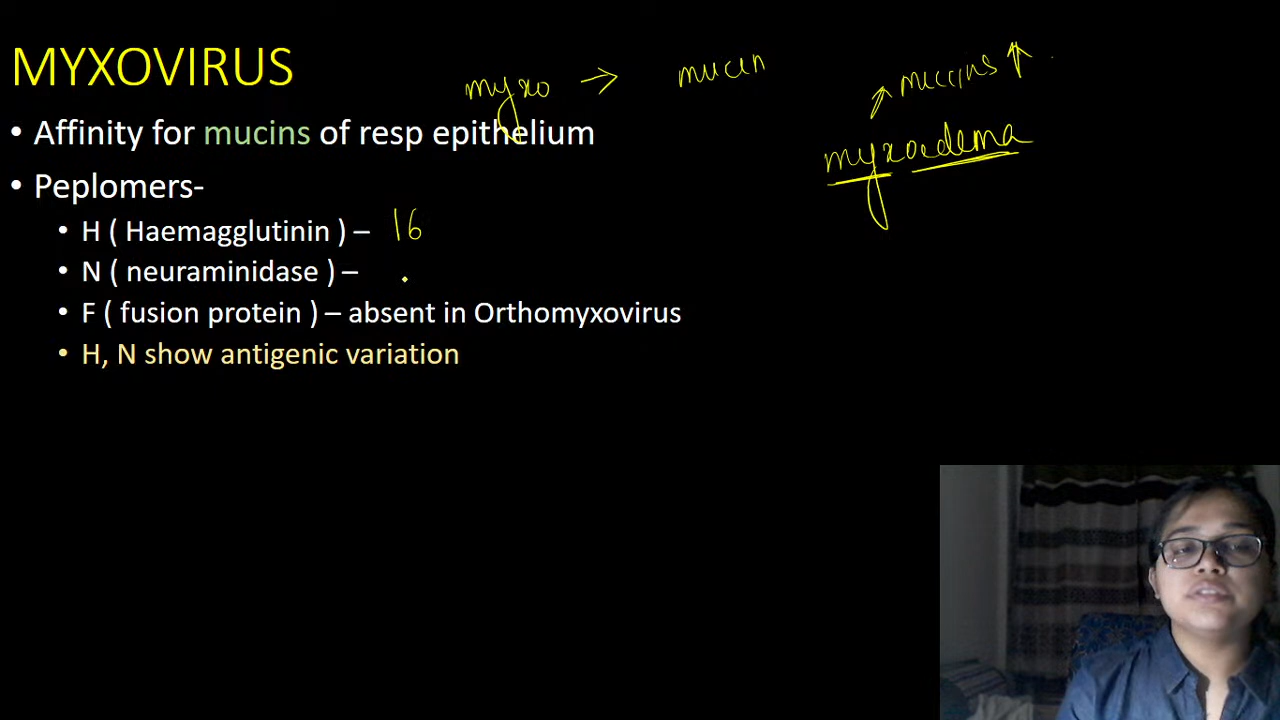 MYXOVIRUS
myxo → mucin
mucins ↑
myxoedema
• Affinity for mucins of resp epithelium
• Peplomers-
• H ( Haemagglutinin ) – 16
• N ( neuraminidase ) –
• F ( fusion protein ) – absent in Orthomyxovirus
• H, N show antigenic variation